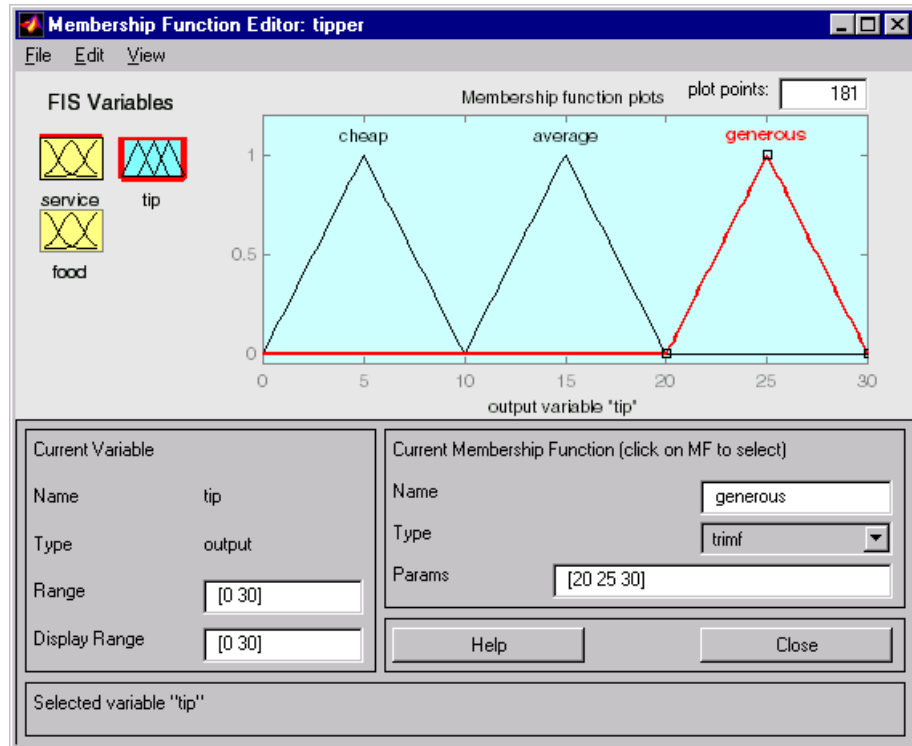 Membership Function Editor: tipper
File Edit View
FIS Variables
service
tip
food
Membership function plots
plot points: 181
cheap
average
generous
1
0.5
0
0 5 10 15 20 25 30
output variable "tip"
Current Variable
Name tip
Type output
Range [0 30]
Display Range [0 30]
Current Membership Function (click on MF to select)
Name generous
Type trimf
Params [20 25 30]
Help
Close
Selected variable "tip"